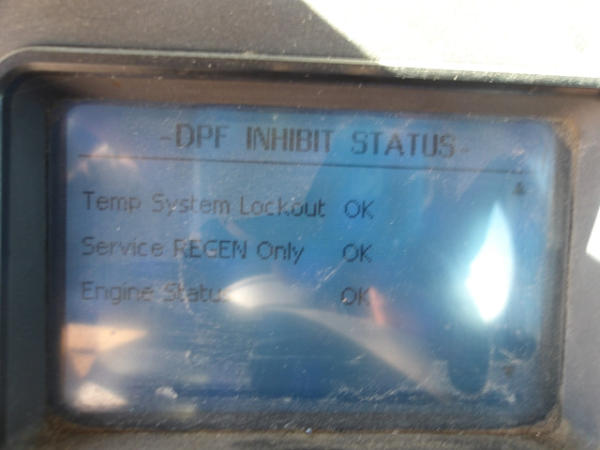 -DPF INHIBIT STATUS-
Temp System Lockout OK
Service REGEN Only OK
Engine Status OK